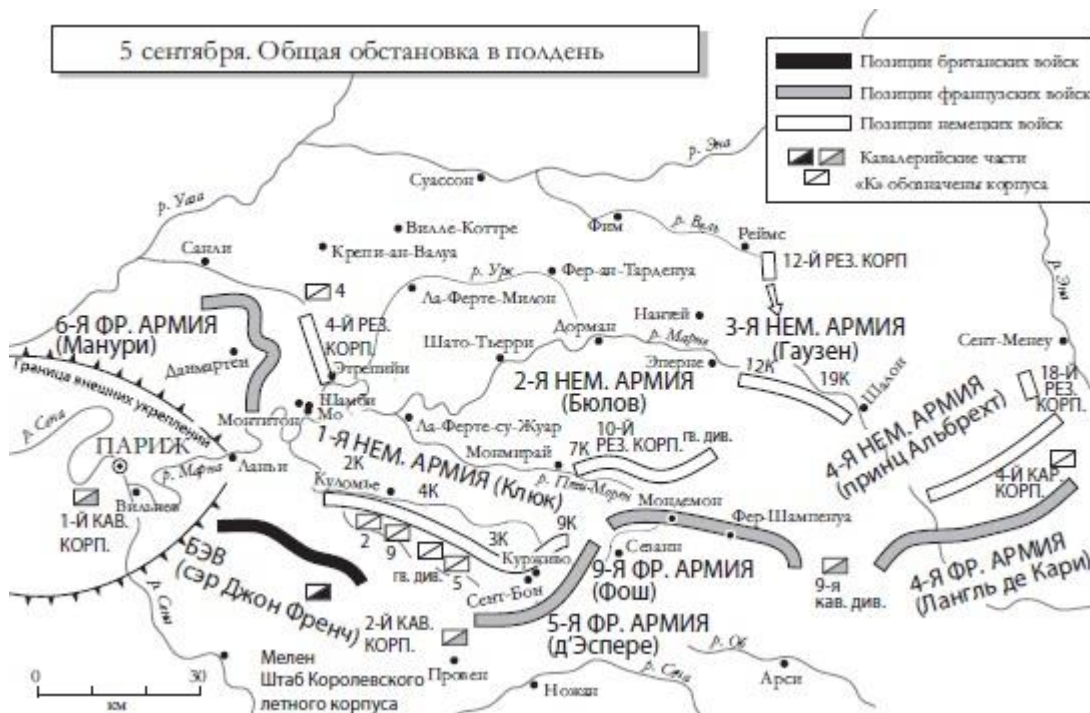 5 сентября. Общая обстановка в полдень
Позиции британских войск
Позиции французских войск
Позиции немецких войск
Кавалерийские части
«К» обозначены корпуса
р. Эна
Суассон
р. Уаза
Вилле-Коттре
Крепи-ан-Валуа
Санли
Фим
р. Вель
Реймс
12-Й РЕЗ. КОРП
р. Эна
р. Урк
Фер-ан-Тарденуа
4
Ла-Ферте-Милон
6-Я ФР. АРМИЯ
(Манури)
4-Й РЕЗ.
КОРП.
Даммартен
Этрепийи
Шато-Тьерри
Дорман
Нантей
р. Марна
Эперне
3-Я НЕМ. АРМИЯ
(Гаузен)
12К
19К
Шалон
Сент-Менеу
18-Й
РЕЗ.
КОРП.
2-Я НЕМ. АРМИЯ
(Бюлов)
Граница внешних укреплений
Монтитон
Шамби
Мо
Ла-Ферте-су-Жуар
р. Сена
ПАРИЖ
р. Марна
Ланьи
1-Я НЕМ. АРМИЯ (Клюк)
2К
4К
Куломье
Монмирай
10-Й
РЕЗ. КОРП.
гв. див.
7К
р. Пти-Морен
4-Я НЕМ. АРМИЯ
(принц Альбрехт)
4-Й КАР.
КОРП.
1-Й КАВ.
КОРП.
Вильнев
БЭВ
(сэр Джон Френч)
2
9
гв. див.
5
3К
9К
Курживо
Сент-Бон
Мондемон
Фер-Шампенуа
Сезанн
9-Я ФР. АРМИЯ
(Фош)
9-я
кав. див.
4-Я ФР. АРМИЯ
(Лангль де Кари)
р. Сена
2-Й КАВ.
КОРП.
5-Я ФР. АРМИЯ
(д'Эспере)
Мелен
Штаб Королевского
летного корпуса
Провен
Ножан
р. Сена
р. Об
Арси
0
30
км